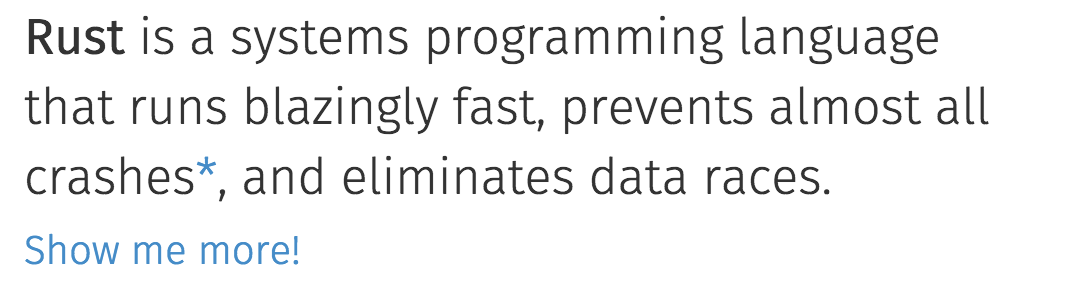 Rust is a systems programming language
that runs blazingly fast, prevents almost all
crashes*, and eliminates data races.
Show me more!